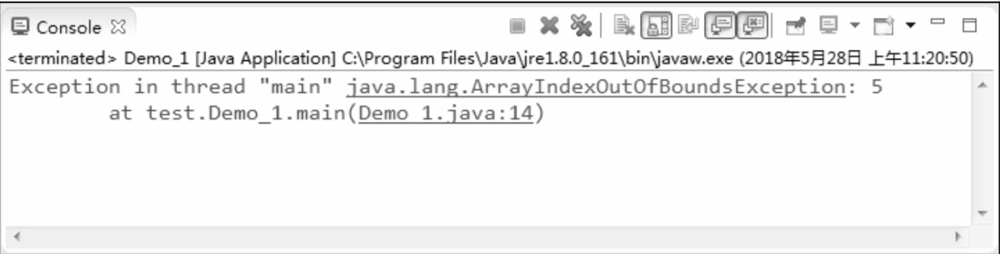 Console
<terminated> Demo_1 [Java Application] C:\Program Files\Java\jre1.8.0_161\bin\javaw.exe (2018年5月28日 上午11:20:50)
Exception in thread "main" java.lang.ArrayIndexOutOfBoundsException: 5
at test.Demo_1.main(Demo_1.java:14)